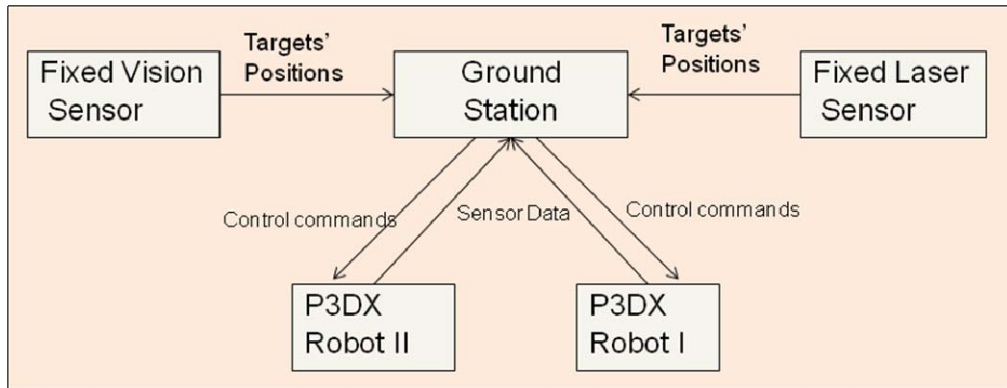 Targets'
Positions
Targets'
Positions
Fixed Vision
Sensor
Ground
Station
Fixed Laser
Sensor
Control commands
Sensor Data
Control commands
P3DX
Robot II
P3DX
Robot I